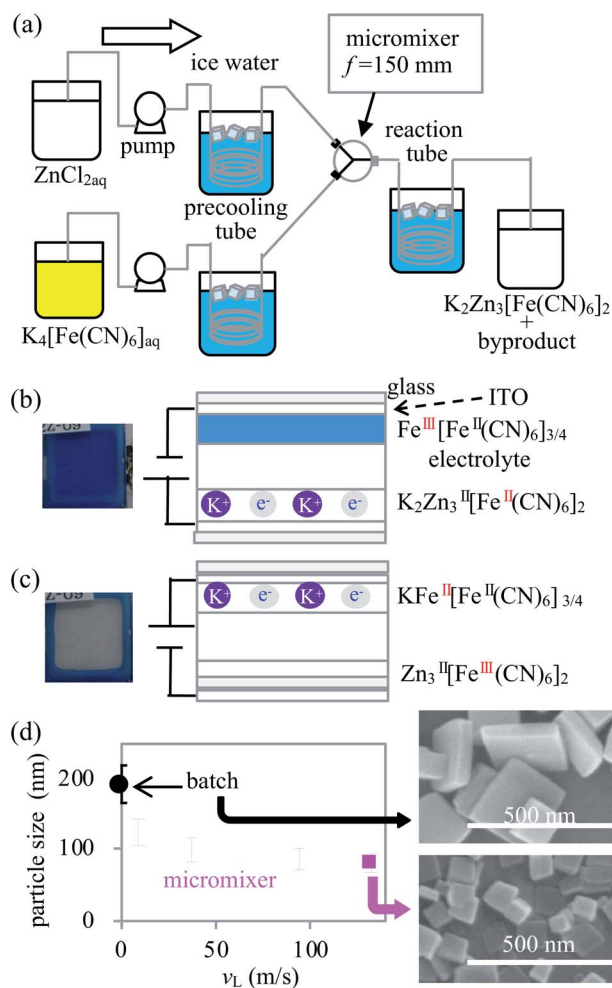 (a)
micromixer
f=150 mm
ice water
reaction
tube
pump
ZnCl2aq
precooling
tube
K4[Fe(CN)6]aq
K2Zn3[Fe(CN)6]2
+
byproduct
(b)
ZZ-09
glass
ITO
FeIII[FeII(CN)6]3/4
electrolyte
K+ e- K+ e-
K2Zn3II[FeII(CN)6]2
(c)
K+ e- K+ e-
KFeII[FeII(CN)6] 3/4
Zn3II[FeIII(CN)6]2
(d)
particle size (nm)
200
100
0
batch
micromixer
0 50 100
vL (m/s)
500 nm
500 nm